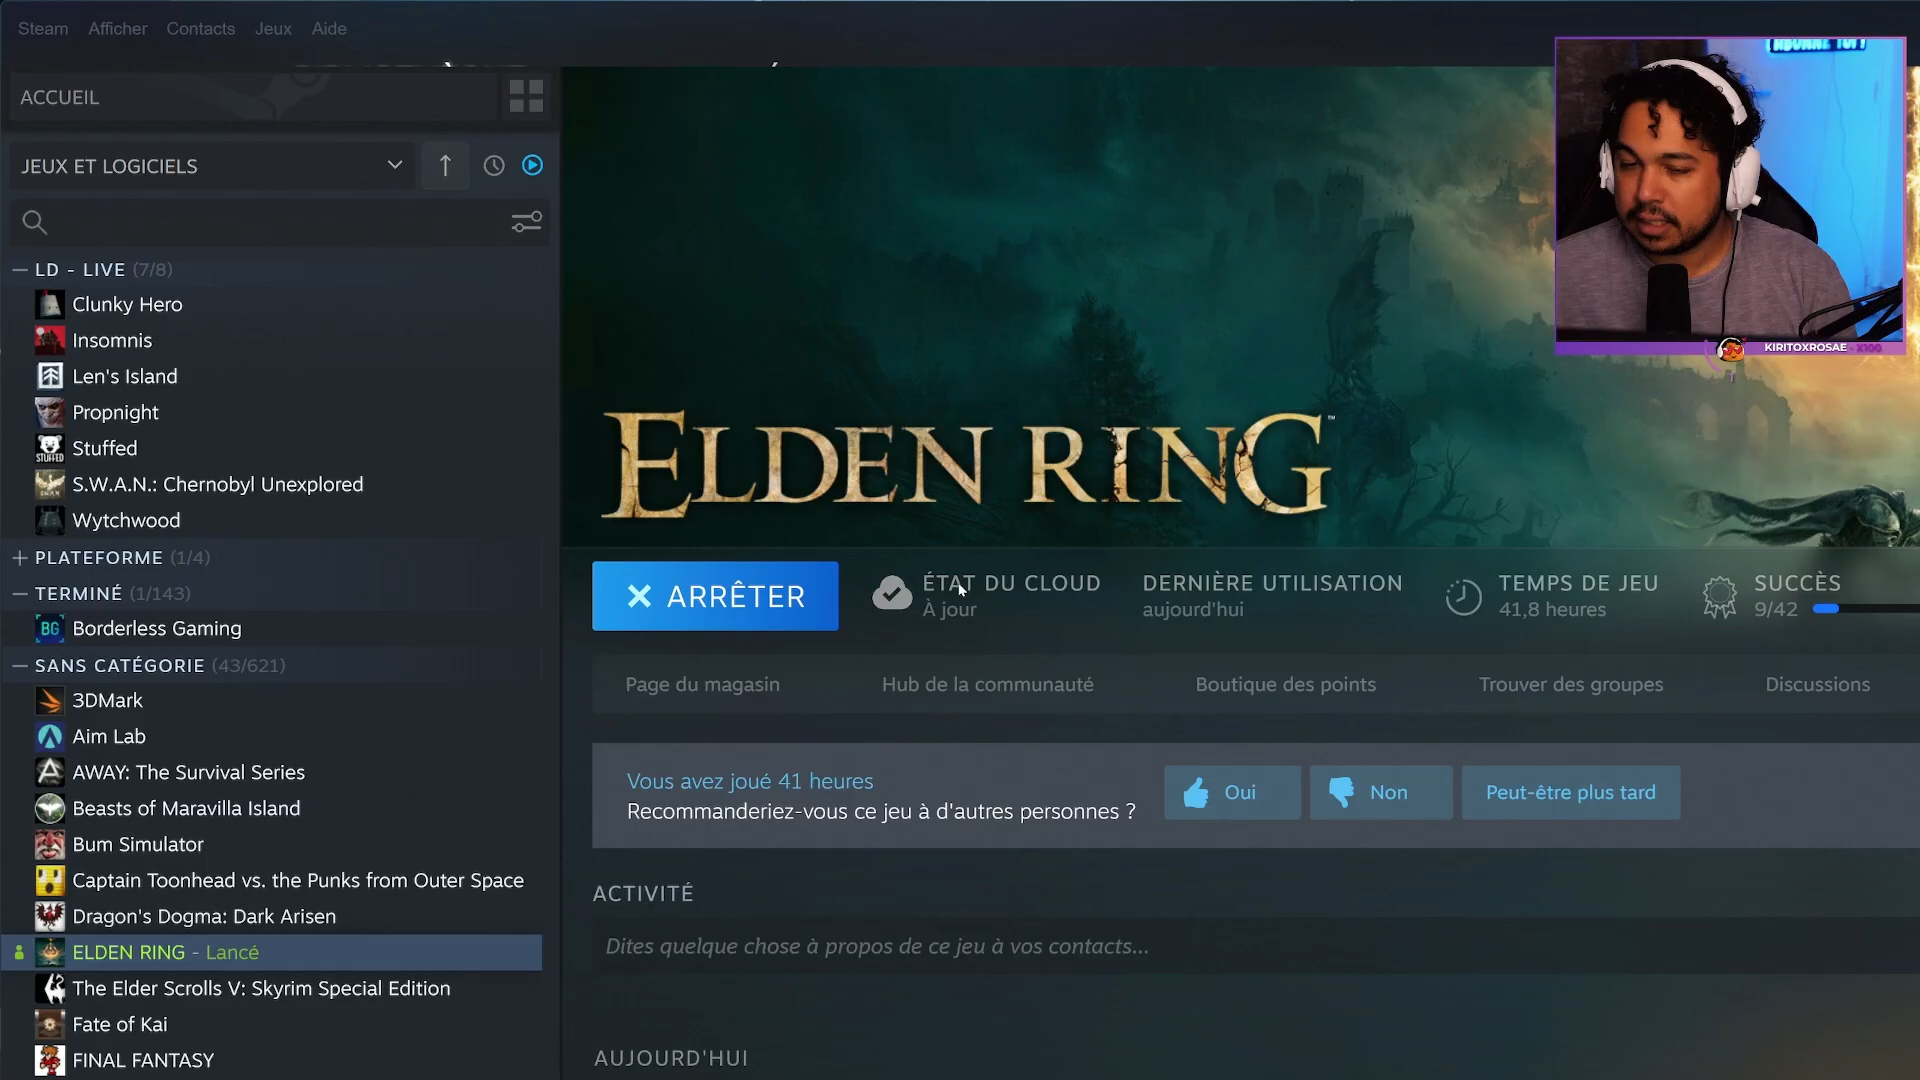 Steam Afficher Contacts Jeux Aide
ACCUEIL
JEUX ET LOGICIELS
LD - LIVE (7/8)
Clunky Hero
Insomnis
Len's Island
Propnight
Stuffed
S.W.A.N.: Chernobyl Unexplored
Wytchwood
PLATEFORME (1/4)
TERMINÉ (1/143)
BG Borderless Gaming
SANS CATÉGORIE (43/621)
3DMark
Aim Lab
AWAY: The Survival Series
Beasts of Maravilla Island
Bum Simulator
Captain Toonhead vs. the Punks from Outer Space
Dragon's Dogma: Dark Arisen
ELDEN RING - Lancé
The Elder Scrolls V: Skyrim Special Edition
Fate of Kai
FINAL FANTASY
KIRITOXROSAE - X100
ELDEN RING™
ARRÊTER
ÉTAT DU CLOUD
À jour
DERNIÈRE UTILISATION
aujourd'hui
TEMPS DE JEU
41,8 heures
SUCCÈS
9/42
Page du magasin Hub de la communauté Boutique des points Trouver des groupes Discussions
Vous avez joué 41 heures
Recommanderiez-vous ce jeu à d'autres personnes ?
Oui Non Peut-être plus tard
ACTIVITÉ
Dites quelque chose à propos de ce jeu à vos contacts...
AUJOURD'HUI